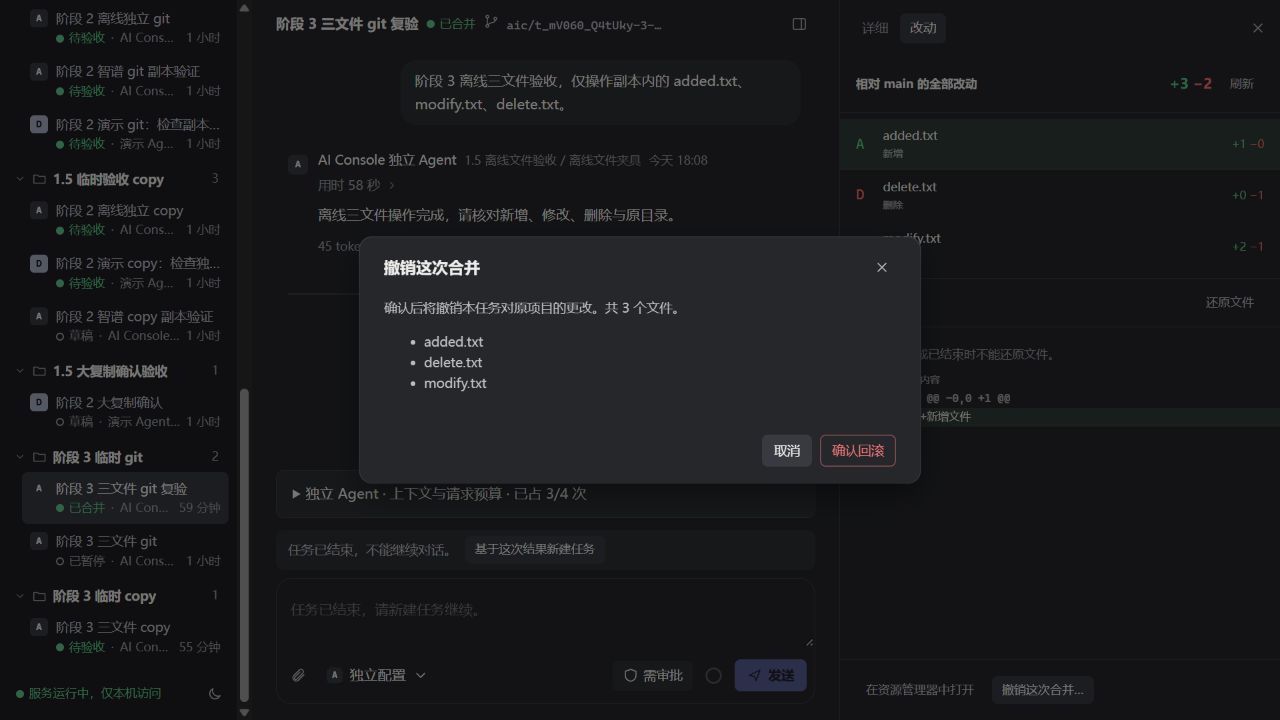 A 阶段 2 离线独立 git
待验收 · AI Cons... 1 小时
A 阶段 2 智谱 git 副本验证
待验收 · AI Cons... 1 小时
D 阶段 2 演示 git：检查副本...
待验收 · 演示 Ag... 1 小时
1.5 临时验收 copy 3
A 阶段 2 离线独立 copy
待验收 · AI Cons... 1 小时
D 阶段 2 演示 copy：检查独...
待验收 · 演示 Ag... 1 小时
A 阶段 2 智谱 copy 副本验证
草稿 · AI Console... 1 小时
1.5 大复制确认验收 1
D 阶段 2 大复制确认
草稿 · 演示 Agent... 1 小时
阶段 3 临时 git 2
A 阶段 3 三文件 git 复验
已合并 · AI Con... 59 分钟
A 阶段 3 三文件 git
已暂停 · AI Cons... 1 小时
阶段 3 临时 copy 1
A 阶段 3 三文件 copy
待验收 · AI Cons... 55 分钟
服务运行中，仅本机访问
阶段 3 三文件 git 复验 已合并 aic/t_mV060_Q4tUky-3-...
阶段 3 离线三文件验收，仅操作副本内的 added.txt、
modify.txt、delete.txt。
A AI Console 独立 Agent 1.5 离线文件验收 / 离线文件夹具 今天 18:08
用时 58 秒
离线三文件操作完成，请核对新增、修改、删除与原目录。
45 toke
撤销这次合并
确认后将撤销本任务对原项目的更改。共 3 个文件。
added.txt
delete.txt
modify.txt
取消 确认回滚
独立 Agent · 上下文与请求预算 · 已占 3/4 次
任务已结束，不能继续对话。 基于这次结果新建任务
任务已结束，请新建任务继续。
A 独立配置 需审批 发送
详细 改动
相对 main 的全部改动 +3 −2 刷新
A added.txt +1 −0
新增
D delete.txt +0 −1
删除
modify.txt +2 −1
还原文件
已结束时不能还原文件。
内容
@@ −0,0 +1 @@
+新增文件
在资源管理器中打开 撤销这次合并...